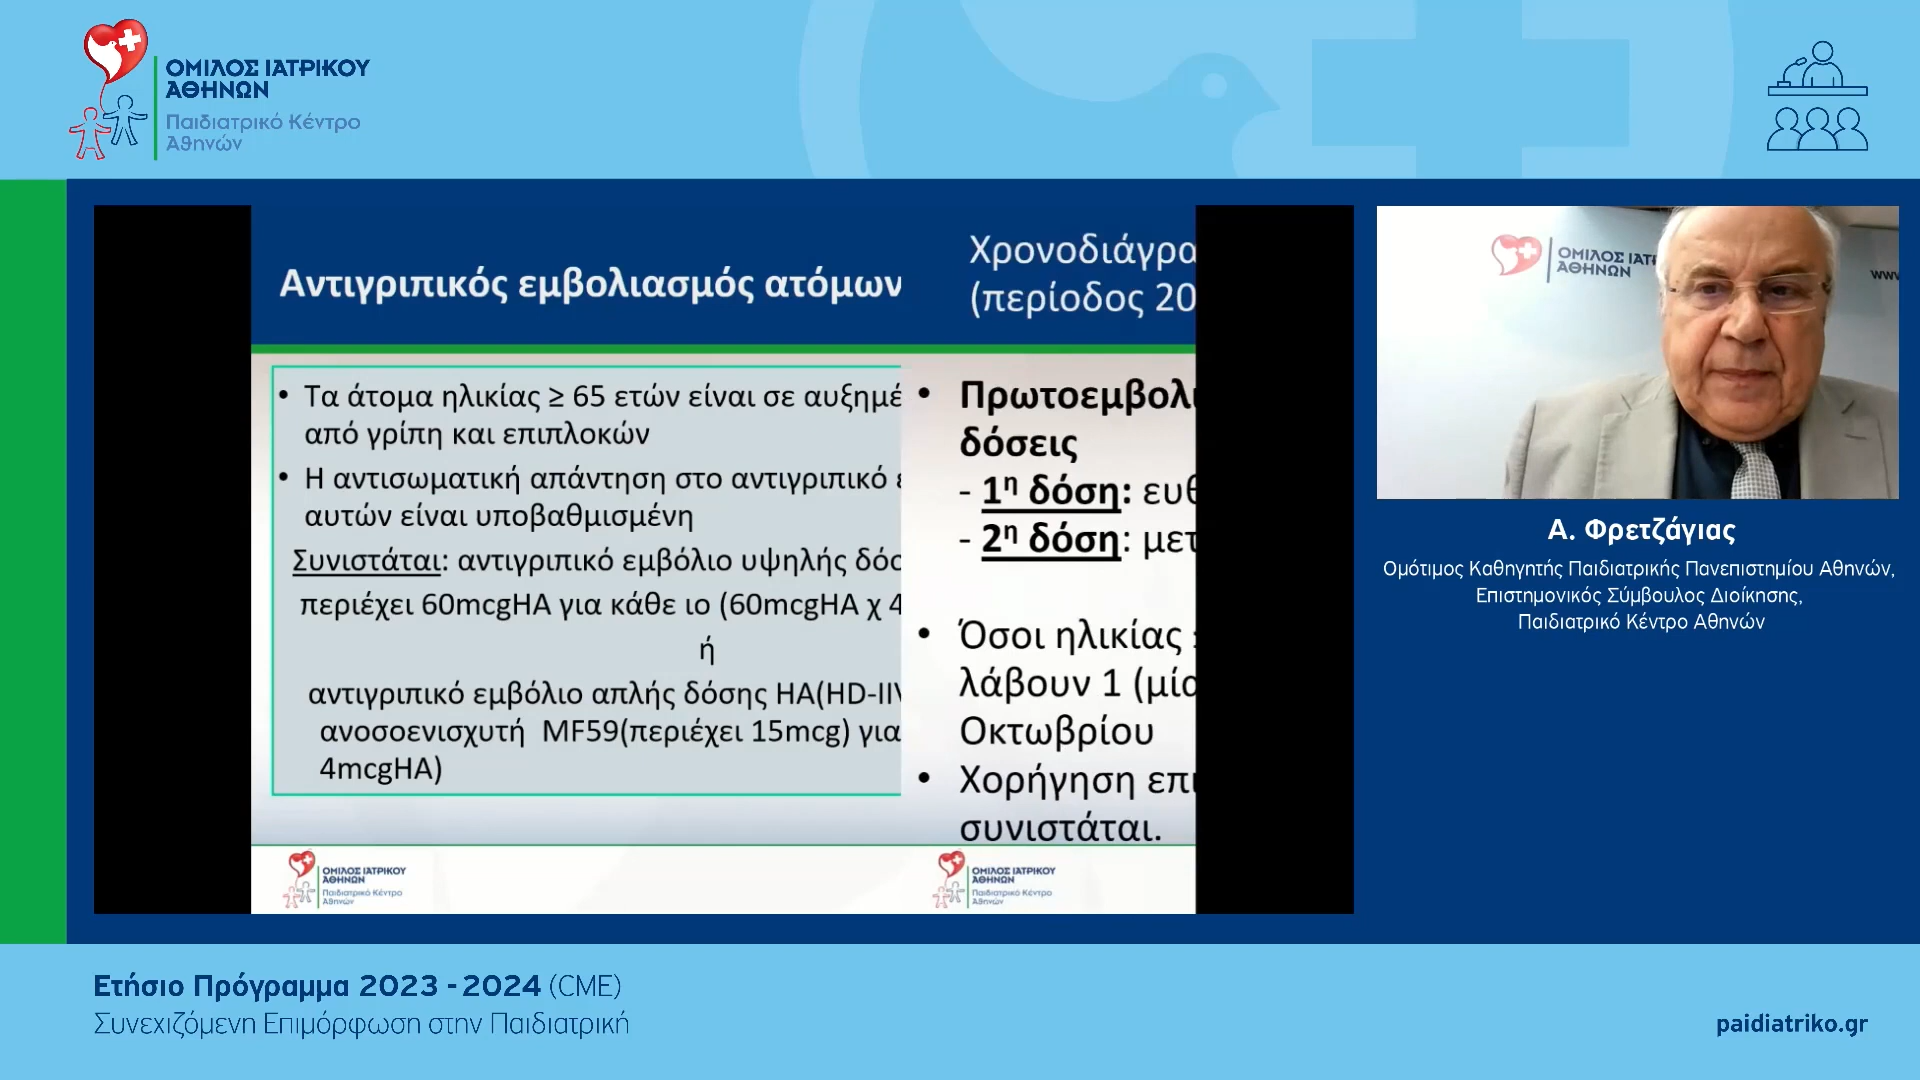 ΟΜΙΛΟΣ ΙΑΤΡΙΚΟΥ
ΑΘΗΝΩΝ
Παιδιατρικό Κέντρο
Αθηνών
Αντιγριπικός εμβολιασμός ατόμων
• Τα άτομα ηλικίας ≥ 65 ετών είναι σε αυξημέ
από γρίπη και επιπλοκών
• Η αντισωματική απάντηση στο αντιγριπικό ε
αυτών είναι υποβαθμισμένη
Συνιστάται: αντιγριπικό εμβόλιο υψηλής δόσ
περιέχει 60mcgHA για κάθε ιο (60mcgHA χ 4
ή
αντιγριπικό εμβόλιο απλής δόσης HA(HD-IIV
ανοσοενισχυτή MF59(περιέχει 15mcg) για
4mcgHA)
ΟΜΙΛΟΣ ΙΑΤΡΙΚΟΥ
ΑΘΗΝΩΝ
Παιδιατρικό Κέντρο
Αθηνών
Χρονοδιάγρα
(περίοδος 20
• Πρωτοεμβολι
δόσεις
- 1η δόση: ευθ
- 2η δόση: μετ
• Όσοι ηλικίας ≥
λάβουν 1 (μία
Οκτωβρίου
• Χορήγηση επι
συνιστάται.
ΟΜΙΛΟΣ ΙΑΤΡΙΚΟΥ
ΑΘΗΝΩΝ
Παιδιατρικό Κέντρο
Αθηνών
ΟΜΙΛΟΣ ΙΑΤ
ΑΘΗΝΩΝ
www
Α. Φρετζάγιας
Ομότιμος Καθηγητής Παιδιατρικής Πανεπιστημίου Αθηνών,
Επιστημονικός Σύμβουλος Διοίκησης,
Παιδιατρικό Κέντρο Αθηνών
Ετήσιο Πρόγραμμα 2023 - 2024 (CME)
Συνεχιζόμενη Επιμόρφωση στην Παιδιατρική
paidiatriko.gr